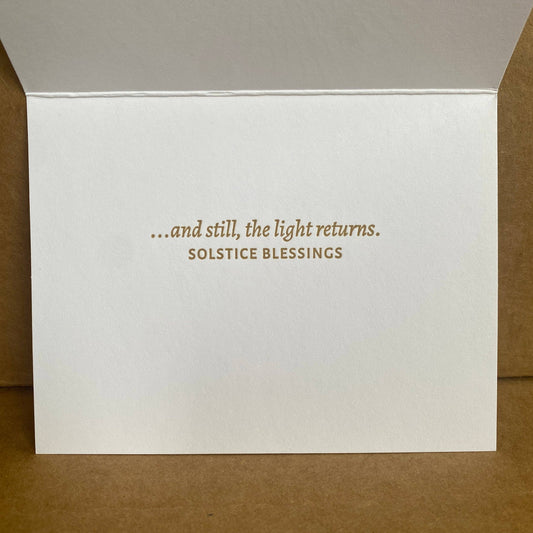 ...and still, the light returns.
SOLSTICE BLESSINGS